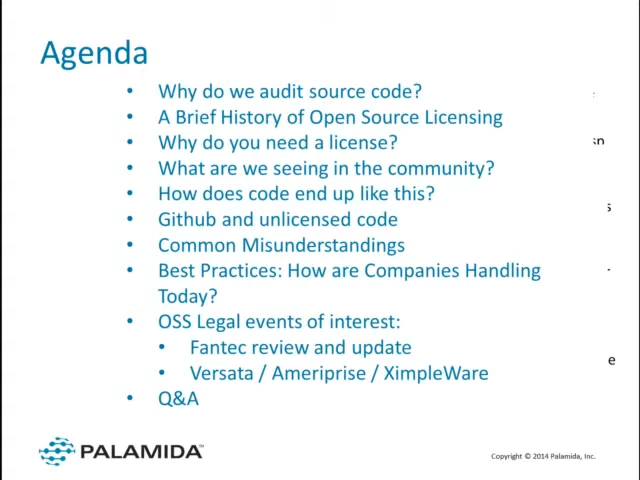 Agenda
• Why do we audit source code?
• A Brief History of Open Source Licensing
• Why do you need a license?
• What are we seeing in the community?
• How does code end up like this?
• Github and unlicensed code
• Common Misunderstandings
• Best Practices: How are Companies Handling
Today?
• OSS Legal events of interest:
• Fantec review and update
• Versata / Ameriprise / XimpleWare
• Q&A
PALAMIDA™
Copyright © 2014 Palamida, Inc.